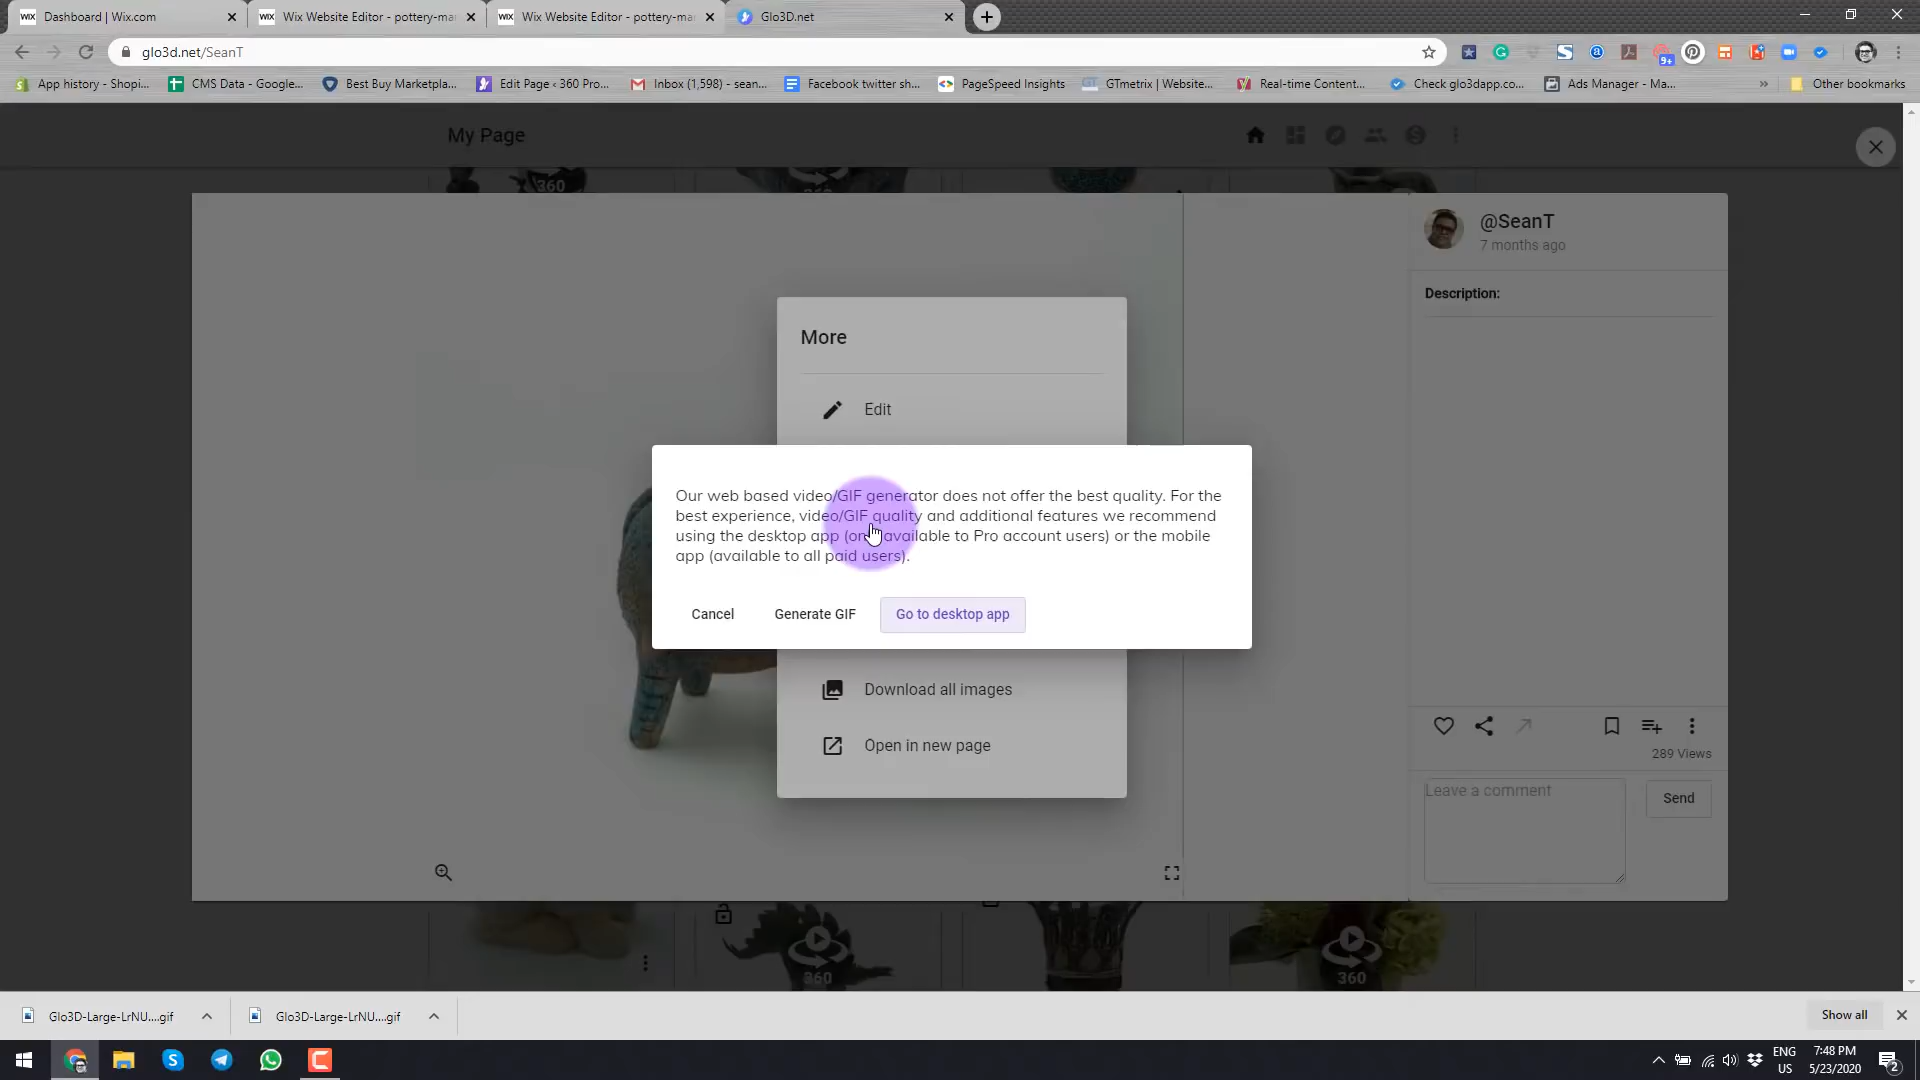 WIX Dashboard | Wix.com
WIX Wix Website Editor - pottery-ma
WIX Wix Website Editor - pottery-ma
Glo3D.net
glo3d.net/SeanT
9+
App history - Shopi...
CMS Data - Google...
Best Buy Marketpla...
Edit Page ‹ 360 Pro...
Inbox (1,598) - sean...
Facebook twitter sh...
PageSpeed Insights
GTmetrix | Website...
Real-time Content...
Check glo3dapp.co...
Ads Manager - Ma...
»
Other bookmarks
My Page
360
360
@SeanT
7 months ago
Description:
More
Edit
Our web based video/GIF generator does not offer the best quality. For the
best experience, video/GIF quality and additional features we recommend
using the desktop app available to Pro account users) or the mobile
app (available to all paid users).
Cancel
Generate GIF
Go to desktop app
Download all images
Open in new page
289 Views
Leave a comment
Send
360
360
Glo3D-Large-LrNU....gif
Glo3D-Large-LrNU....gif
Show all
ENG
US
7:48 PM
5/23/2020
2